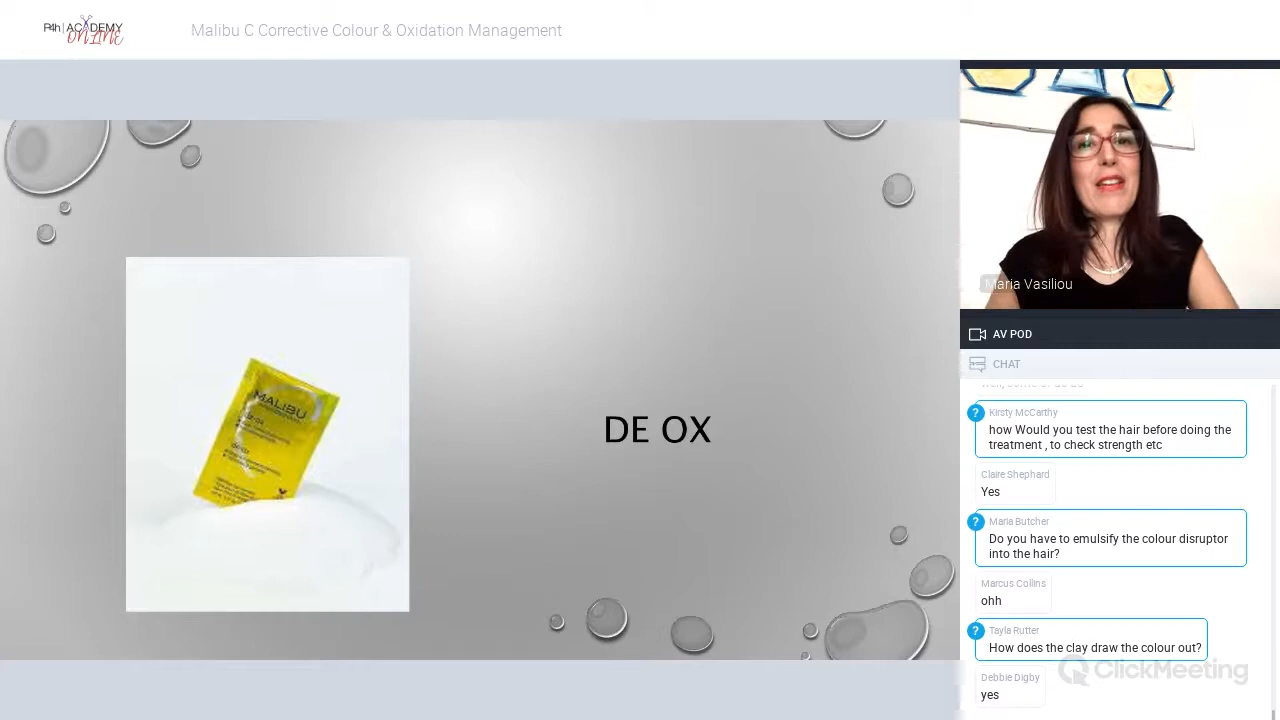 P4h | ACADEMY
ONLINE
Malibu C Corrective Colour & Oxidation Management
MALIBU
DE OX
Maria Vasiliou
AV POD
CHAT
Kirsty McCarthy
how Would you test the hair before doing the
treatment , to check strength etc
Claire Shephard
Yes
Maria Butcher
Do you have to emulsify the colour disruptor
into the hair?
Marcus Collins
ohh
Tayla Rutter
How does the clay draw the colour out?
ClickMeeting
Debbie Digby
yes